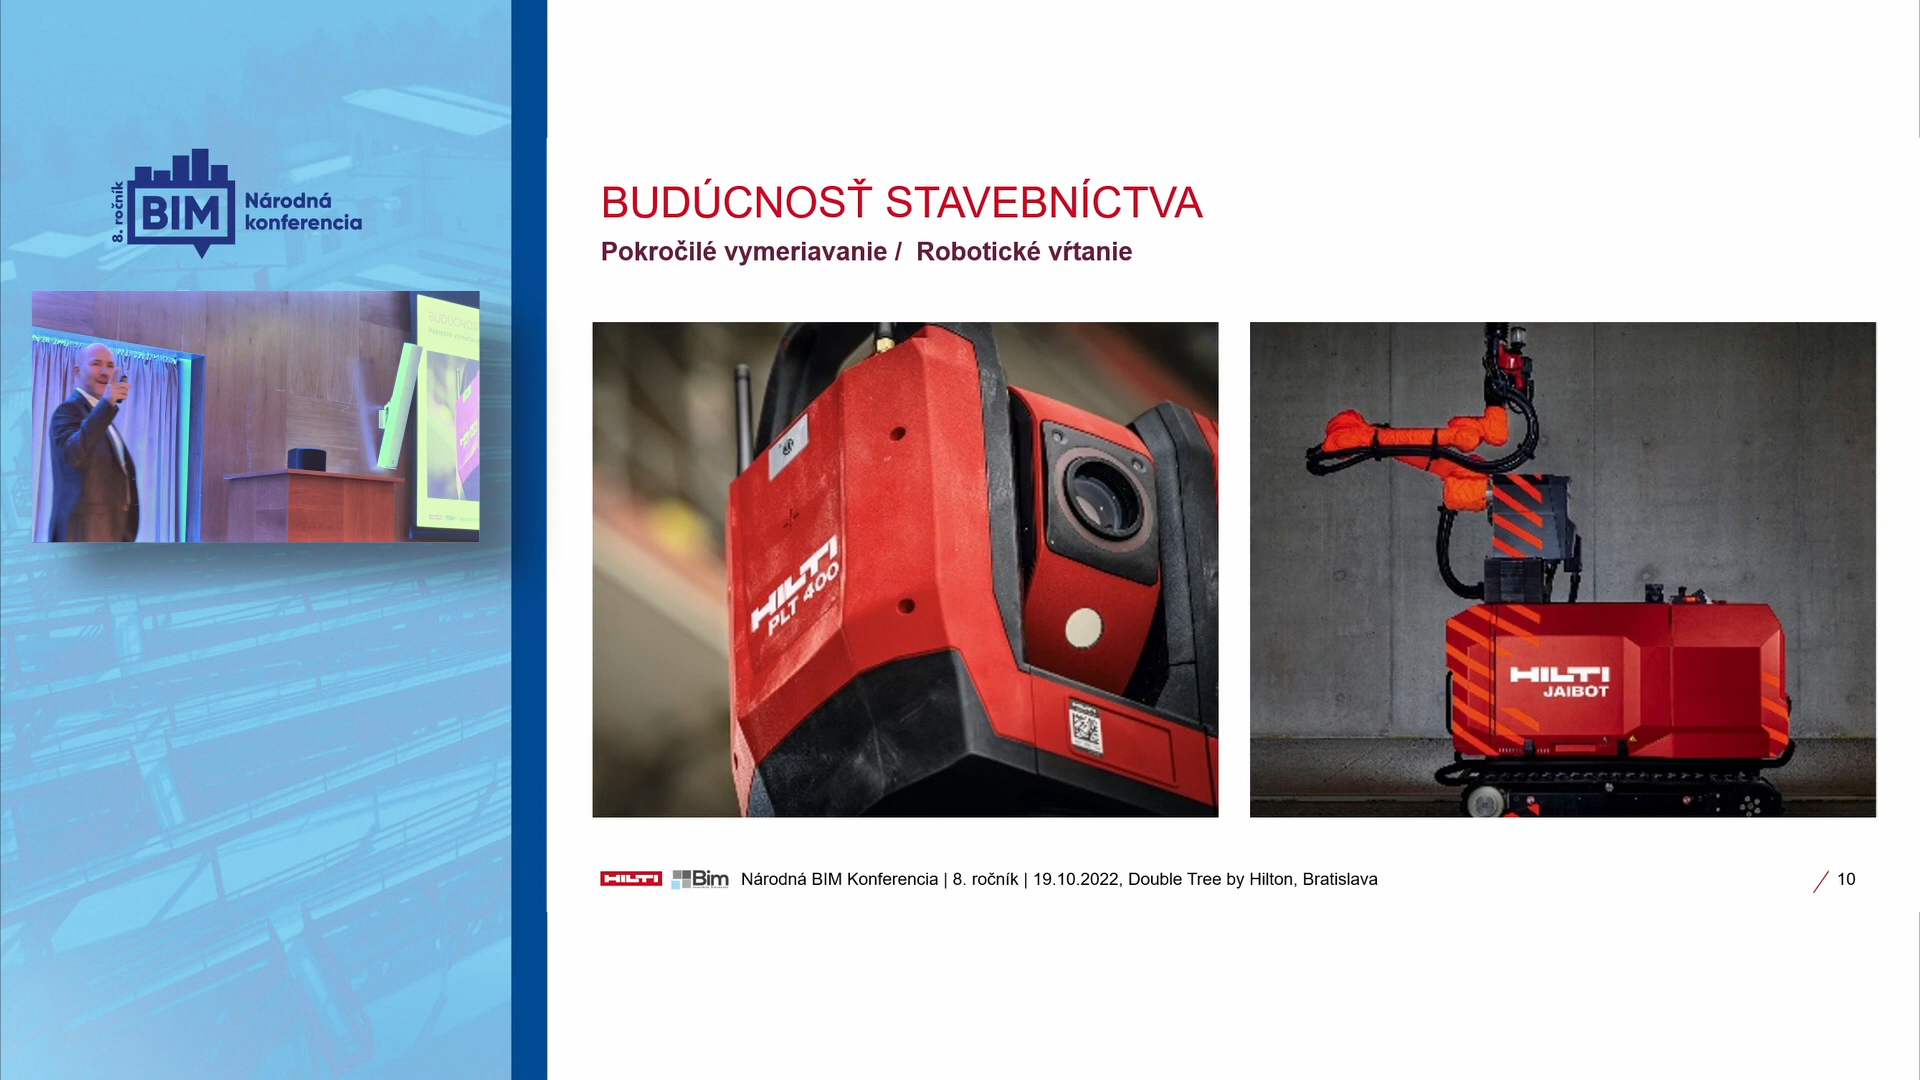 8. ročník
BIM
Národná
konferencia
BUDÚCNOSŤ STAVEBNÍCTVA
Pokročilé vymeriavanie / Robotické vŕtanie
HILTI
PLT 400
HILTI
JAIBOT
HILTI
Bim
Národná BIM Konferencia | 8. ročník | 19.10.2022, Double Tree by Hilton, Bratislava
10